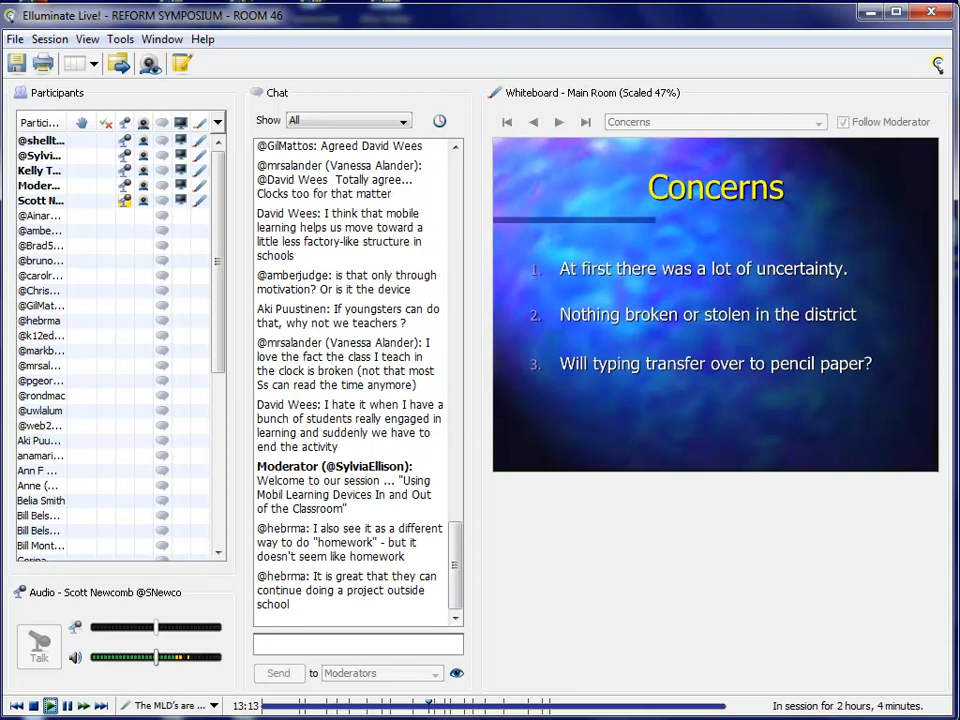 Elluminate Live! - REFORM SYMPOSIUM - ROOM 46
File Session View Tools Window Help
Participants
Partici...
@shellt...
@Sylvi...
Kelly T...
Moder...
Scott N...
@Ainar...
@ambe...
@Brad5...
@bruno...
@carolr...
@Chris...
@GilMat...
@hebrma
@k12ed...
@markb...
@mrsal...
@pgeor...
@rondmac
@uwlalum
@web2...
Aki Puu...
anamari...
Ann F ...
Anne (...
Belia Smith
Bill Bels...
Bill Bels...
Bill Mont...
Audio - Scott Newcomb @SNewco
Talk
Chat
Show All
@GilMattos: Agreed David Wees
@mrsalander (Vanessa Alander):
@David Wees Totally agree...
Clocks too for that matter
David Wees: I think that mobile
learning helps us move toward a
little less factory-like structure in
schools
@amberjudge: is that only through
motivation? Or is it the device
Aki Puustinen: If youngsters can do
that, why not we teachers ?
@mrsalander (Vanessa Alander): I
love the fact the class I teach in
the clock is broken (not that most
Ss can read the time anymore)
David Wees: I hate it when I have a
bunch of students really engaged in
learning and suddenly we have to
end the activity
Moderator (@SylviaEllison):
Welcome to our session ... "Using
Mobil Learning Devices In and Out
of the Classroom"
@hebrma: I also see it as a different
way to do "homework" - but it
doesn't seem like homework
@hebrma: It is great that they can
continue doing a project outside
school
Send to Moderators
Whiteboard - Main Room (Scaled 47%)
Concerns
Follow Moderator
Concerns
1. At first there was a lot of uncertainty.
2. Nothing broken or stolen in the district
3. Will typing transfer over to pencil paper?
The MLD's are ...
13:13
In session for 2 hours, 4 minutes.